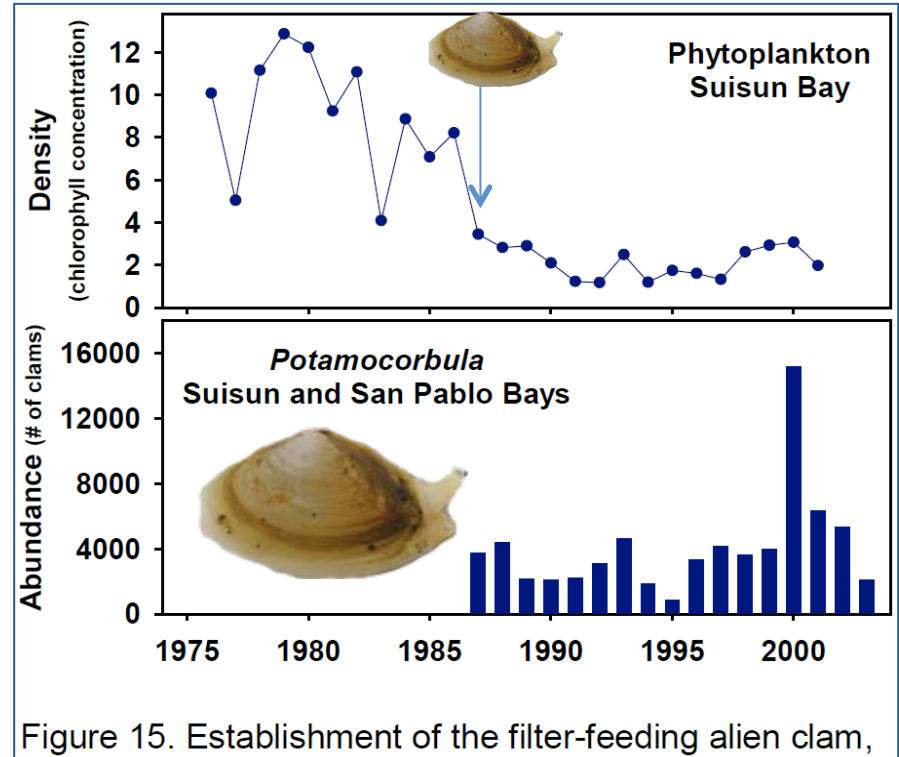 12
10
8
6
4
2
0
Density
(chlorophyll concentration)
Phytoplankton
Suisun Bay
16000
12000
8000
4000
0
Abundance (# of clams)
Potamocorbula
Suisun and San Pablo Bays
1975 1980 1985 1990 1995 2000
Figure 15. Establishment of the filter-feeding alien clam,